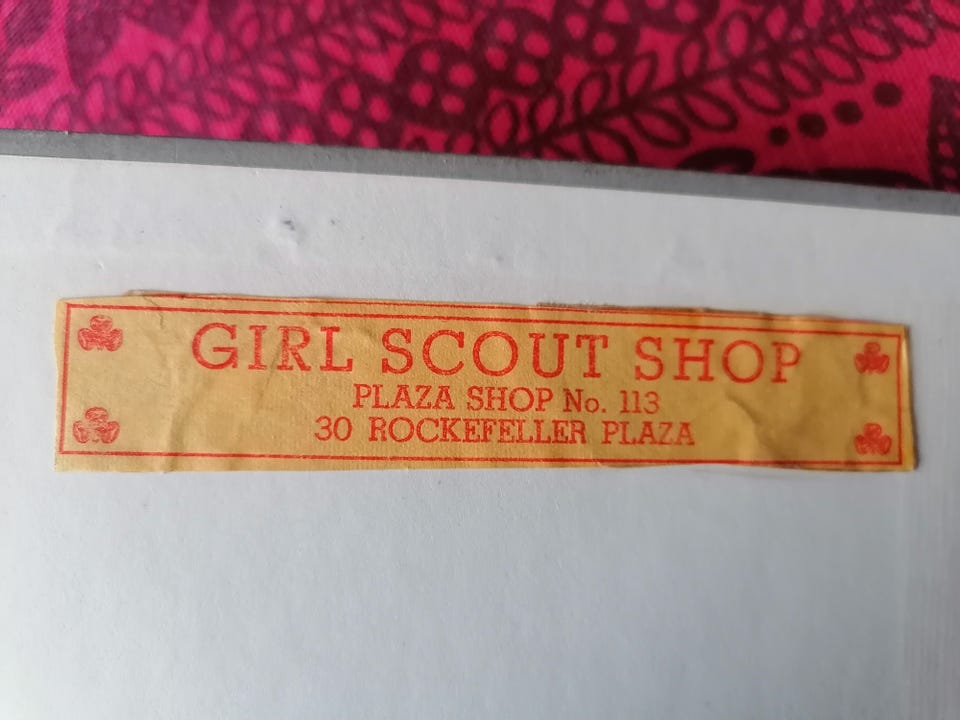 GIRL SCOUT SHOP
PLAZA SHOP No. 113
30 ROCKEFELLER PLAZA